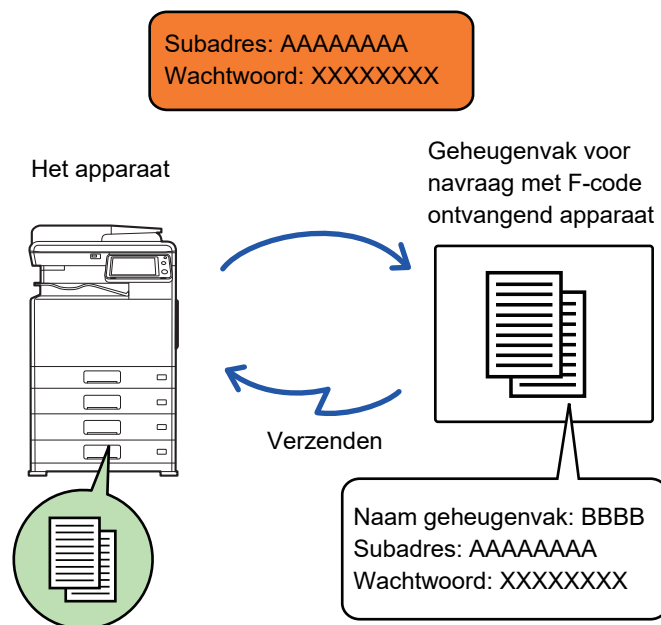 Subadres: AAAAAAAA
Wachtwoord: XXXXXXXX
Het apparaat
Geheugenvak voor
navraag met F-code
ontvangend apparaat
Verzenden
Naam geheugenvak: BBBB
Subadres: AAAAAAAA
Wachtwoord: XXXXXXXX